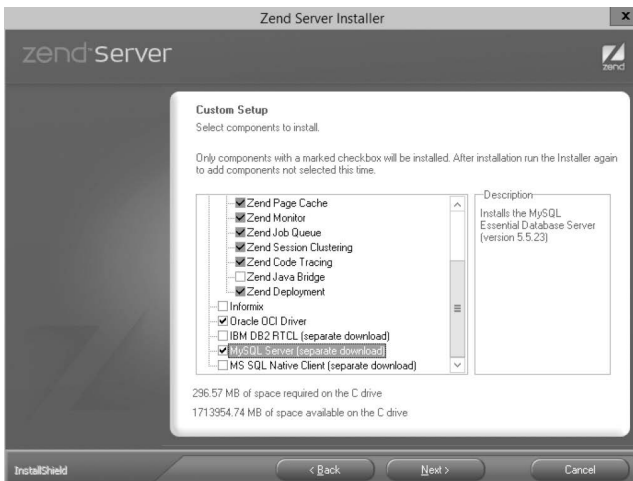 Zend Server Installer
x
zend Server
zend
Custom Setup
Select components to install.
Only components with a marked checkbox will be installed. After installation run the Installer again
to add components not selected this time.
Zend Page Cache
Zend Monitor
Zend Job Queue
Zend Session Clustering
Zend Code Tracing
Zend Java Bridge
Zend Deployment
Informix
Oracle OCI Driver
IBM DB2 RTCL (separate download)
MySQL Server (separate download)
MS SQL Native Client (separate download)
Description
Installs the MySQL
Essential Database Server
(version 5.5.23)
296.57 MB of space required on the C drive
1713954.74 MB of space available on the C drive
InstallShield
< Back
Next >
Cancel